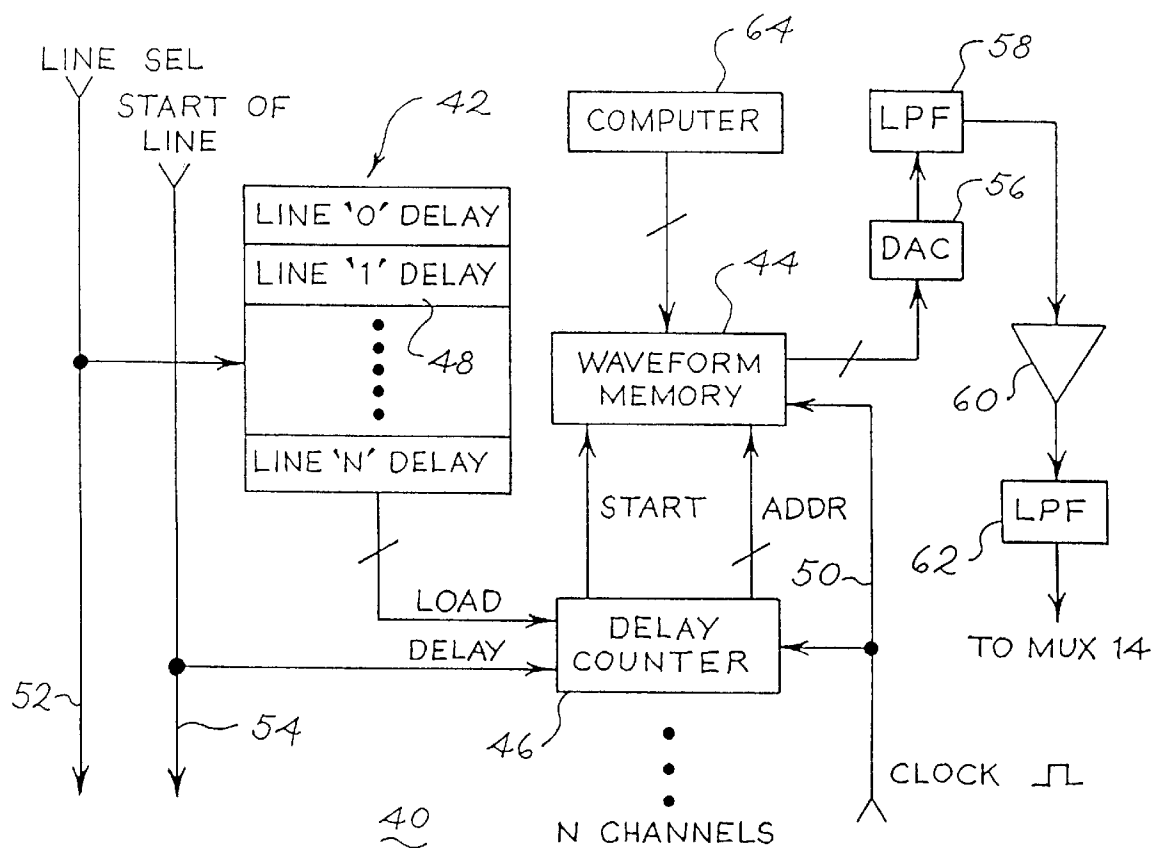 LINE SEL
START OF
LINE
42
64
COMPUTER
58
LPF
56
DAC
LINE '0' DELAY
LINE '1' DELAY
48
LINE 'N' DELAY
44
WAVEFORM
MEMORY
60
LPF
62
TO MUX 14
START
ADDR
50
LOAD
DELAY
DELAY
COUNTER
46
52
54
CLOCK
40
N CHANNELS